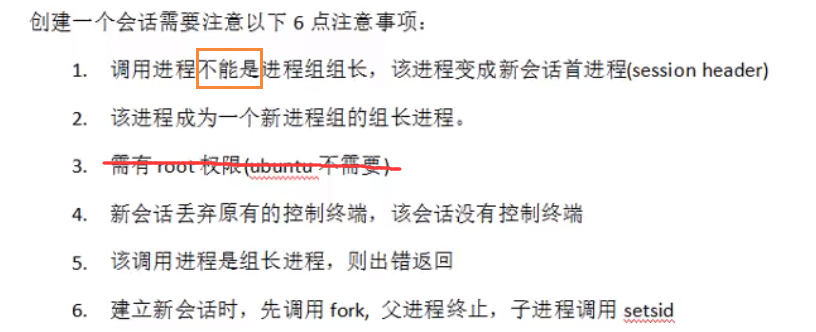 创建一个会话需要注意以下 6 点注意事项：
1. 调用进程不能是进程组组长，该进程变成新会话首进程(session header)
2. 该进程成为一个新进程组的组长进程。
3. 需有 root 权限(ubuntu 不需要)
4. 新会话丢弃原有的控制终端，该会话没有控制终端
5. 该调用进程是组长进程，则出错返回
6. 建立新会话时，先调用 fork, 父进程终止，子进程调用 setsid